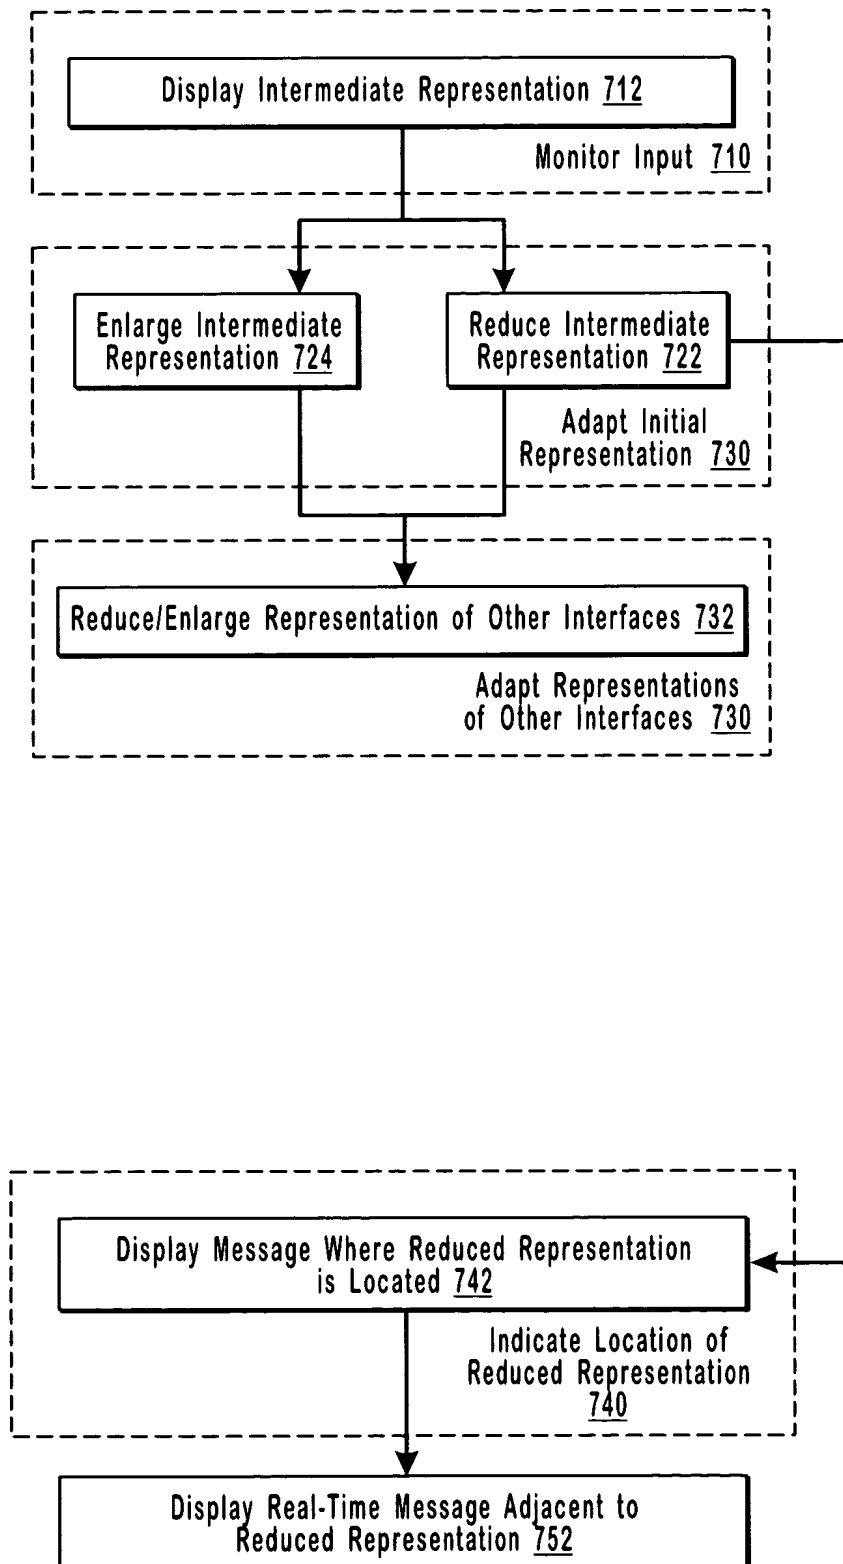 Display Intermediate Representation 712
Monitor Input 710
Enlarge Intermediate
Representation 724
Reduce Intermediate
Representation 722
Adapt Initial
Representation 730
Reduce/Enlarge Representation of Other Interfaces 732
Adapt Representations
of Other Interfaces 730
Display Message Where Reduced Representation
is Located 742
Indicate Location of
Reduced Representation
740
Display Real-Time Message Adjacent to
Reduced Representation 752